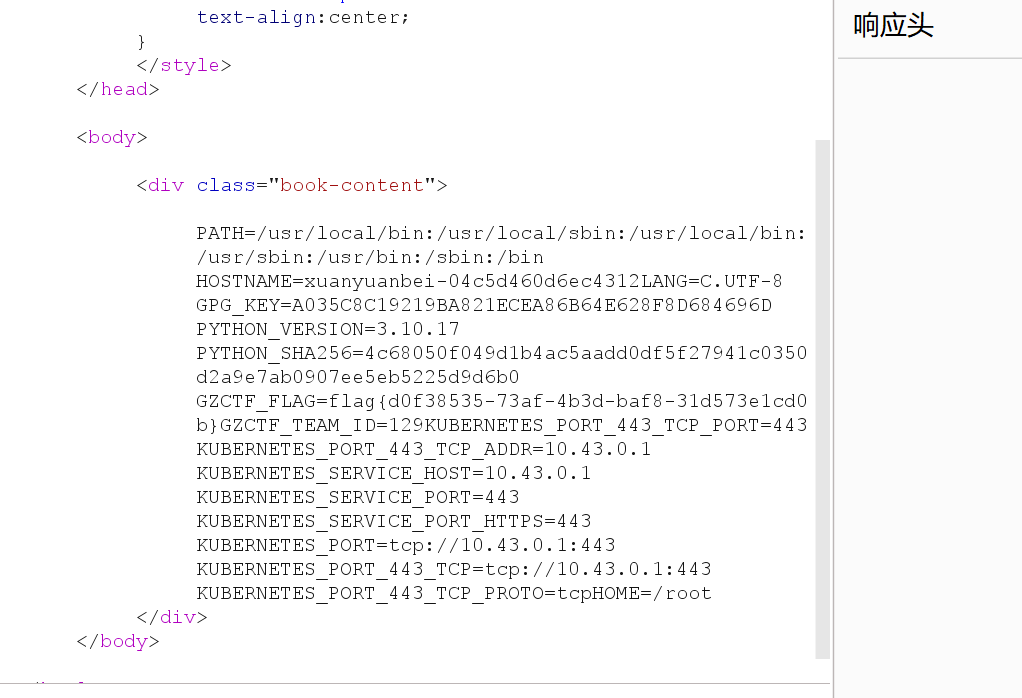 text-align:center;
}
</style>
</head>
<body>
<div class="book-content">
PATH=/usr/local/bin:/usr/local/sbin:/usr/local/bin:
/usr/sbin:/usr/bin:/sbin:/bin
HOSTNAME=xuanyuanbei-04c5d460d6ec4312LANG=C.UTF-8
GPG_KEY=A035C8C19219BA821ECEA86B64E628F8D684696D
PYTHON_VERSION=3.10.17
PYTHON_SHA256=4c68050f049d1b4ac5aadd0df5f27941c0350
d2a9e7ab0907ee5eb5225d9d6b0
GZCTF_FLAG=flag{d0f38535-73af-4b3d-baf8-31d573e1cd0
b}GZCTF_TEAM_ID=129KUBERNETES_PORT_443_TCP_PORT=443
KUBERNETES_PORT_443_TCP_ADDR=10.43.0.1
KUBERNETES_SERVICE_HOST=10.43.0.1
KUBERNETES_SERVICE_PORT=443
KUBERNETES_SERVICE_PORT_HTTPS=443
KUBERNETES_PORT=tcp://10.43.0.1:443
KUBERNETES_PORT_443_TCP=tcp://10.43.0.1:443
KUBERNETES_PORT_443_TCP_PROTO=tcpHOME=/root
</div>
</body>
响应头